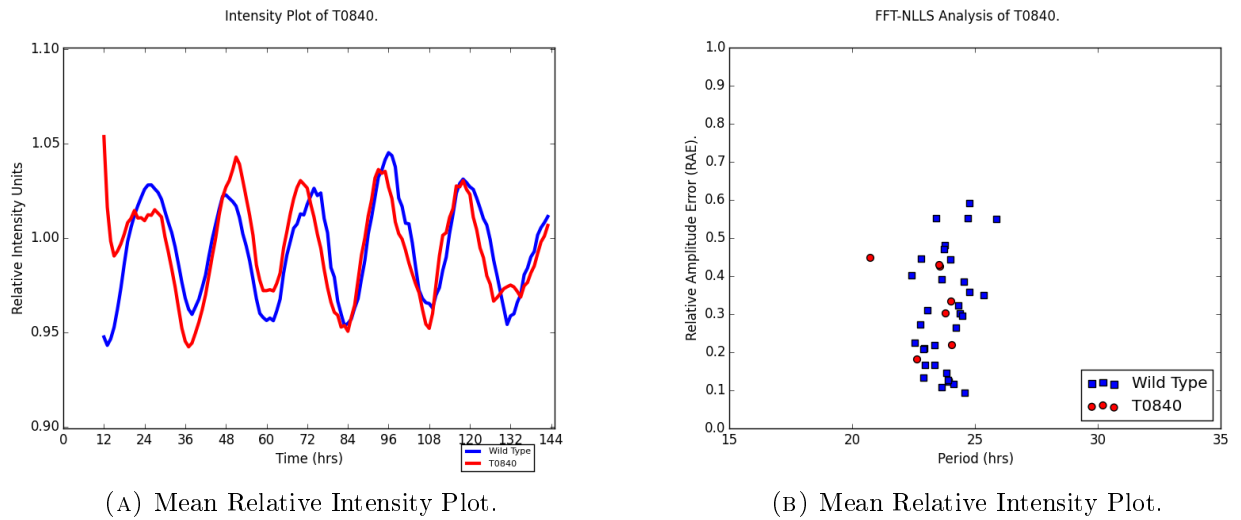 Intensity Plot of T0840.
1.10
1.05
1.00
0.95
0.90
Relative Intensity Units
0 12 24 36 48 60 72 84 96 108 120 132 144
Time (hrs)
Wild Type
T0840
(A) Mean Relative Intensity Plot.
FFT-NLLS Analysis of T0840.
1.0
0.9
0.8
0.7
0.6
0.5
0.4
0.3
0.2
0.1
0.0
Relative Amplitude Error (RAE).
15 20 25 30 35
Period (hrs)
Wild Type
T0840
(B) Mean Relative Intensity Plot.